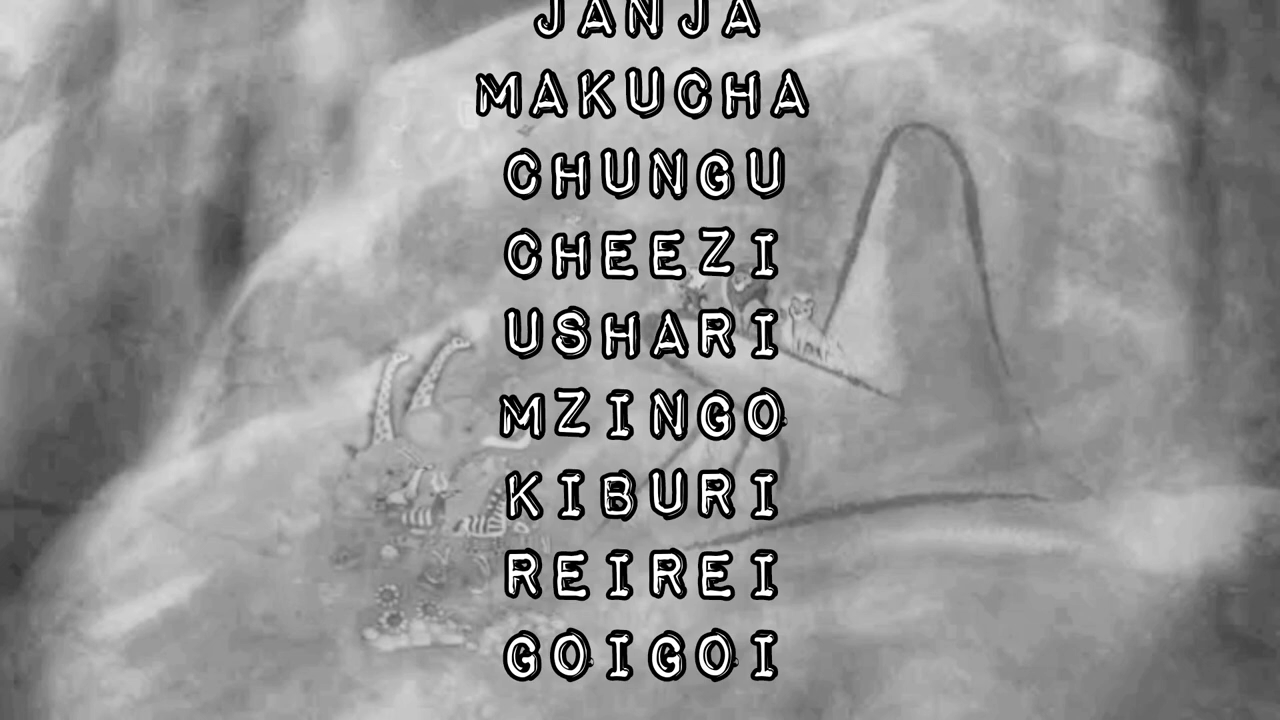 JANJA
MAKUCHA
CHUNGU
CHEEZI
USHARI
MZINGO
KIBURI
REIREI
GOIGOI